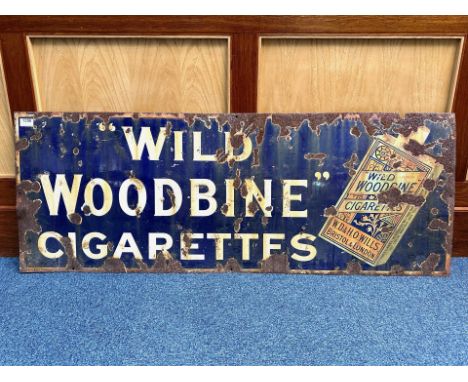 "WILD
WOODBINE"
CIGARETTES
WILD
WOODBINE
CIGARETTES
W.D.& H.O. WILLS.
BRISTOL & LONDON